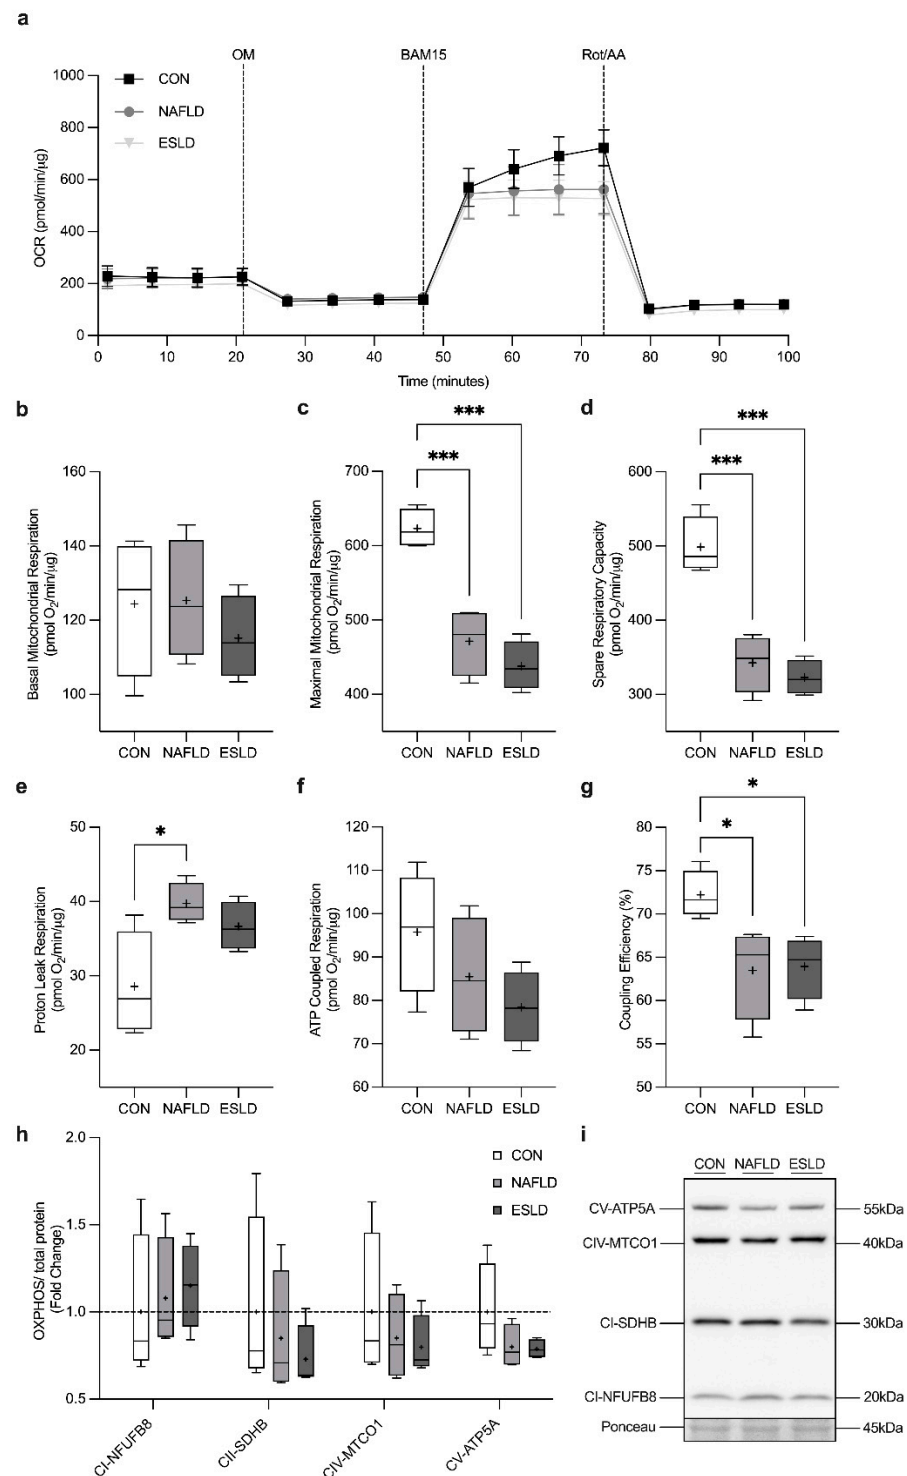 a
OM
BAM15
Rot/AA
CON
NAFLD
ESLD
OCR (pmol/min/µg)
1000
800
600
400
200
0
0 10 20 30 40 50 60 70 80 90 100
Time (minutes)
b
Basal Mitochondrial Respiration
(pmol O2/min/µg)
160
140
120
100
CON NAFLD ESLD
c
***
***
Maximal Mitochondrial Respiration
(pmol O2/min/µg)
700
600
500
400
CON NAFLD ESLD
d
***
***
Spare Respiratory Capacity
(pmol O2/min/µg)
600
500
400
300
CON NAFLD ESLD
e
*
Proton Leak Respiration
(pmol O2/min/µg)
50
40
30
20
CON NAFLD ESLD
f
ATP Coupled Respiration
(pmol O2/min/µg)
120
110
100
90
80
70
60
CON NAFLD ESLD
g
*
*
Coupling Efficiency (%)
80
75
70
65
60
55
50
CON NAFLD ESLD
h
OXPHOS/ total protein
(Fold Change)
2.0
1.5
1.0
0.5
CON
NAFLD
ESLD
CI-NFUFB8
CII-SDHB
CIV-MTCO1
CV-ATP5A
i
CON NAFLD ESLD
CV-ATP5A 55kDa
CIV-MTCO1 40kDa
CI-SDHB 30kDa
CI-NFUFB8 20kDa
Ponceau 45kDa